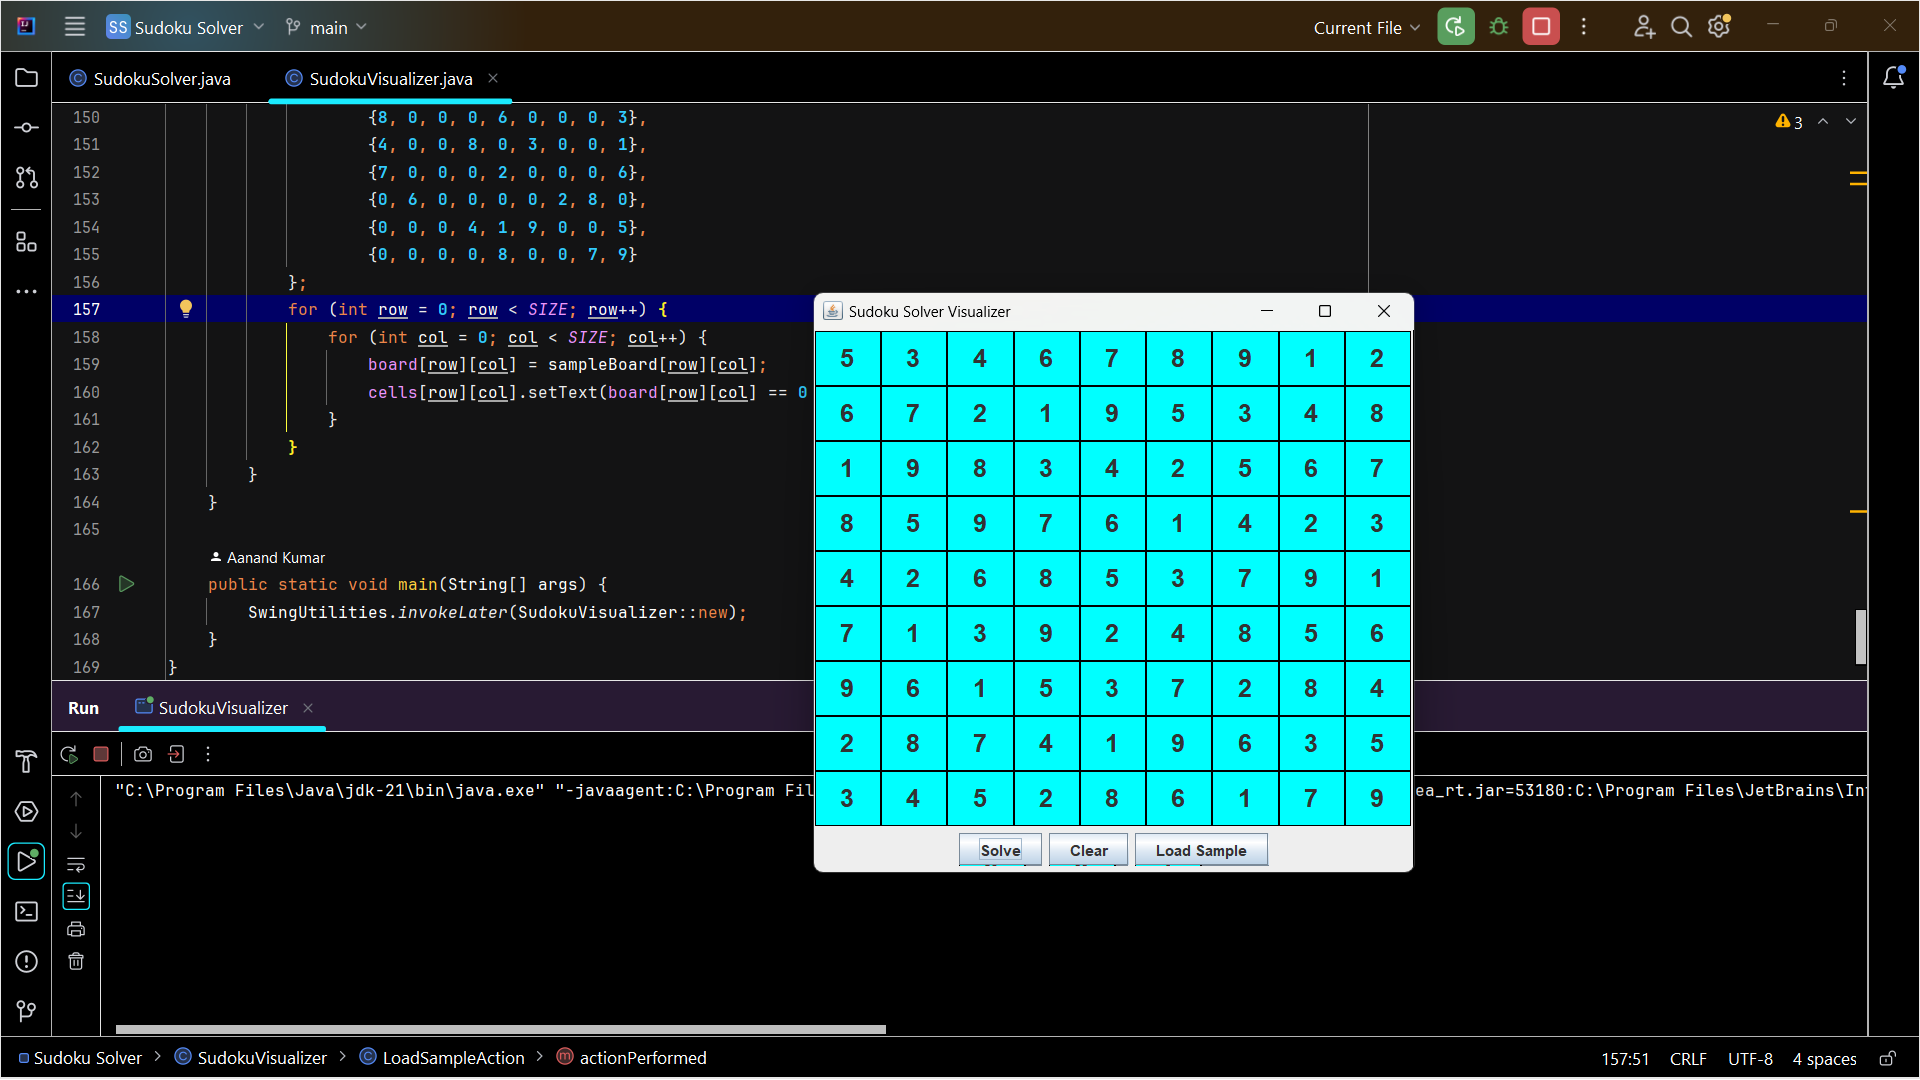 SS Sudoku Solver main Current File
SudokuSolver.java SudokuVisualizer.java
3
150 {8, 0, 0, 0, 6, 0, 0, 0, 3},
151 {4, 0, 0, 8, 0, 3, 0, 0, 1},
152 {7, 0, 0, 0, 2, 0, 0, 0, 6},
153 {0, 6, 0, 0, 0, 0, 2, 8, 0},
154 {0, 0, 0, 4, 1, 9, 0, 0, 5},
155 {0, 0, 0, 0, 8, 0, 0, 7, 9}
156 };
157 for (int row = 0; row < SIZE; row++) {
158 for (int col = 0; col < SIZE; col++) {
159 board[row][col] = sampleBoard[row][col];
160 cells[row][col].setText(board[row][col] == 0
161 }
162 }
163 }
164 }
165
Aanand Kumar
166 public static void main(String[] args) {
167 SwingUtilities.invokeLater(SudokuVisualizer::new);
168 }
169 }
Sudoku Solver Visualizer
5 3 4 6 7 8 9 1 2
6 7 2 1 9 5 3 4 8
1 9 8 3 4 2 5 6 7
8 5 9 7 6 1 4 2 3
4 2 6 8 5 3 7 9 1
7 1 3 9 2 4 8 5 6
9 6 1 5 3 7 2 8 4
2 8 7 4 1 9 6 3 5
3 4 5 2 8 6 1 7 9
Solve Clear Load Sample
Run SudokuVisualizer
"C:\Program Files\Java\jdk-21\bin\java.exe" "-javaagent:C:\Program Fil ea_rt.jar=53180:C:\Program Files\JetBrains\In
Sudoku Solver SudokuVisualizer LoadSampleAction actionPerformed
157:51 CRLF UTF-8 4 spaces